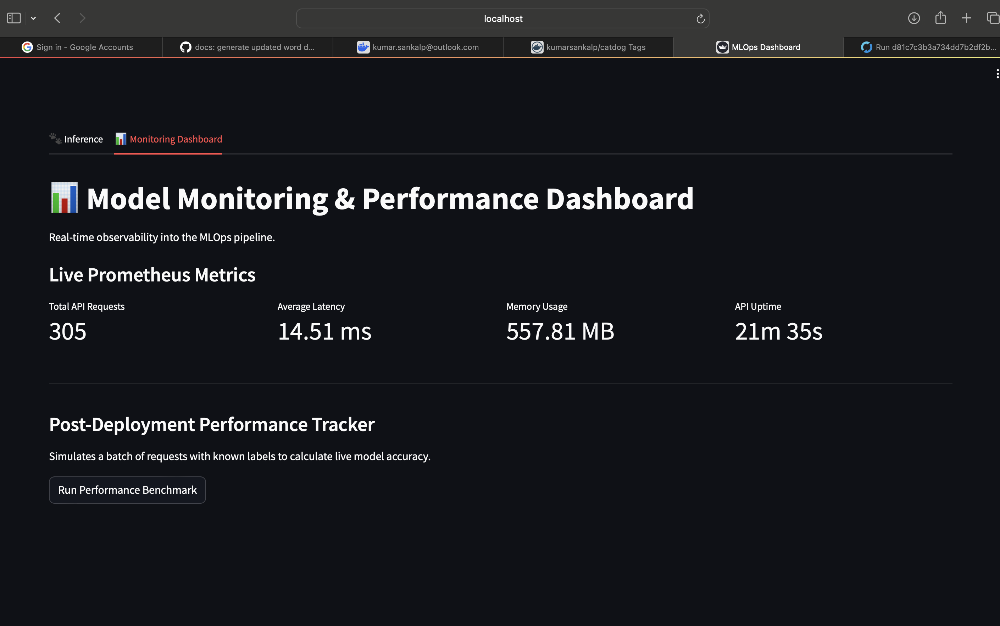 localhost
Sign in - Google Accounts
docs: generate updated word d...
kumar.sankalp@outlook.com
kumarsankalp/catdog Tags
MLOps Dashboard
Run d81c7c3b3a734dd7b2df2b...
Inference
Monitoring Dashboard
Model Monitoring & Performance Dashboard
Real-time observability into the MLOps pipeline.
Live Prometheus Metrics
Total API Requests
305
Average Latency
14.51 ms
Memory Usage
557.81 MB
API Uptime
21m 35s
Post-Deployment Performance Tracker
Simulates a batch of requests with known labels to calculate live model accuracy.
Run Performance Benchmark